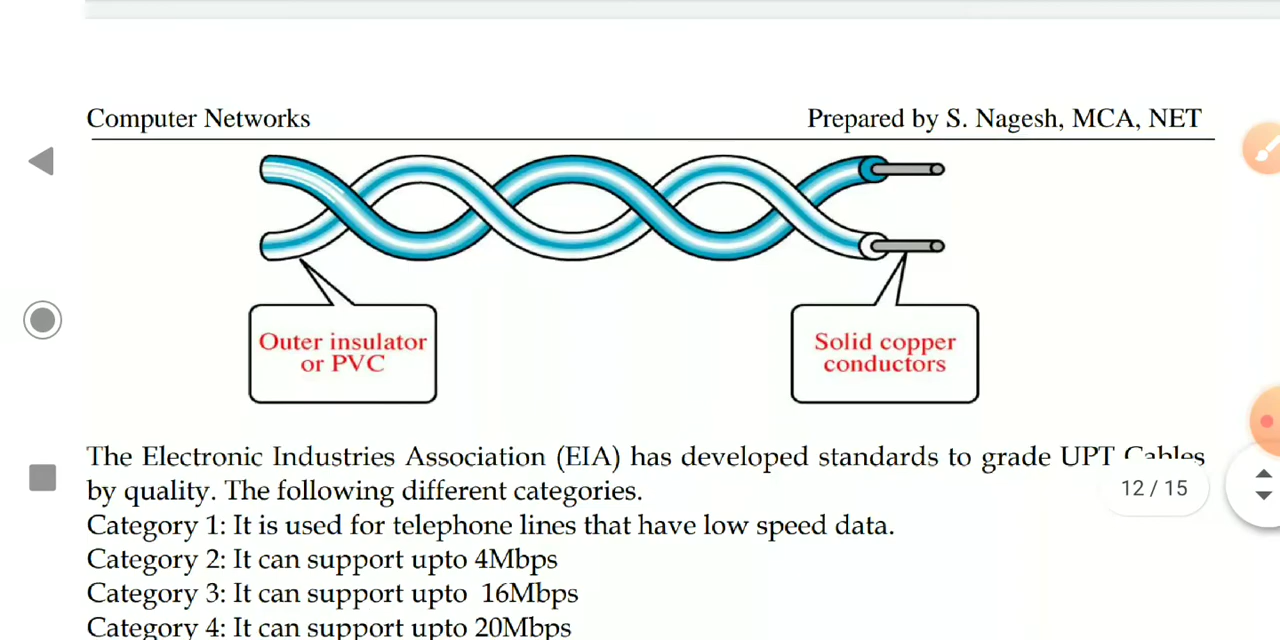 Computer Networks Prepared by S. Nagesh, MCA, NET
Outer insulator
or PVC
Solid copper
conductors
The Electronic Industries Association (EIA) has developed standards to grade UPT Cables
by quality. The following different categories.
12 / 15
Category 1: It is used for telephone lines that have low speed data.
Category 2: It can support upto 4Mbps
Category 3: It can support upto 16Mbps
Category 4: It can support upto 20Mbps